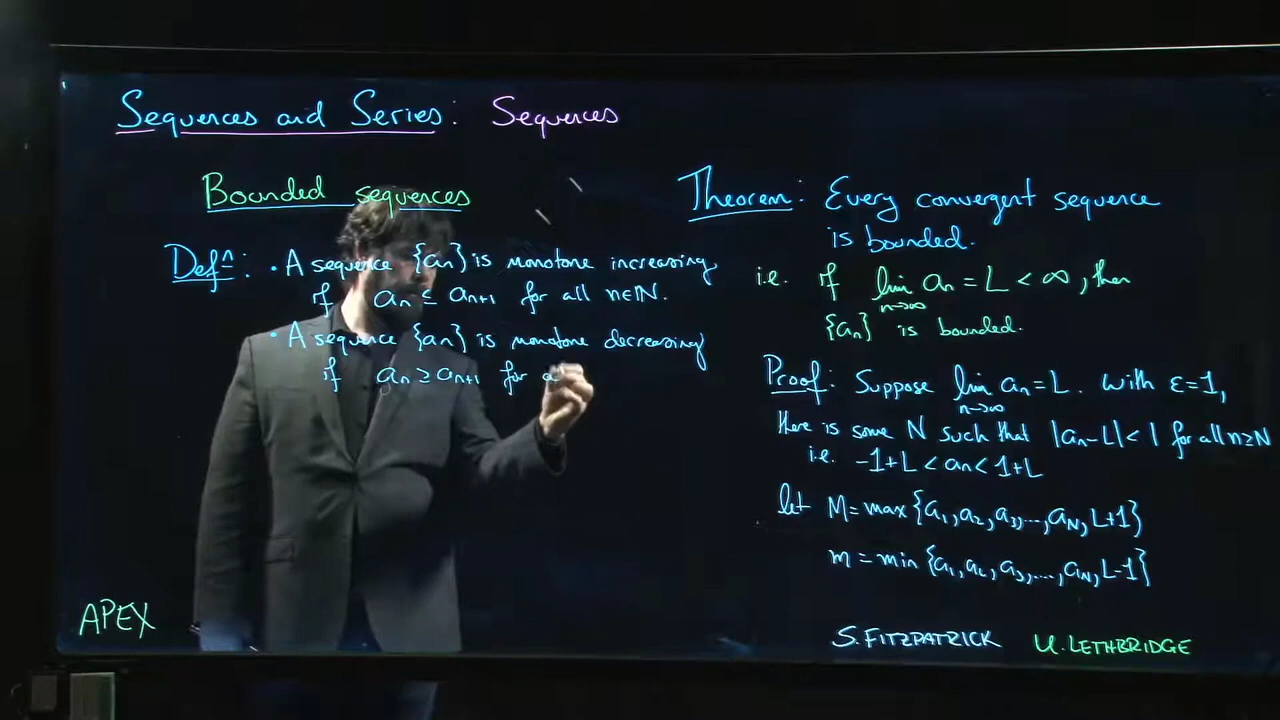 Sequences and Series: Sequences
Bounded sequences
Defⁿ: • A sequence {aₙ} is monotone increasing,
if aₙ ≤ aₙ₊₁ for all n∈ℕ.
• A sequence {aₙ} is monotone decreasing
if aₙ ≥ aₙ₊₁ for a
Theorem: Every convergent sequence
is bounded.
i.e. if lim aₙ = L < ∞, then
n→∞
{aₙ} is bounded.
Proof: Suppose lim aₙ = L. With ε=1,
n→∞
there is some N such that |aₙ-L|<1 for all n≥N
i.e. -1+L < aₙ < 1+L
let M = max{a₁, a₂, a₃, ..., a_N, L+1}
m = min{a₁, a₂, a₃, ..., a_N, L-1}
APEX
S. FITZPATRICK U. LETHBRIDGE